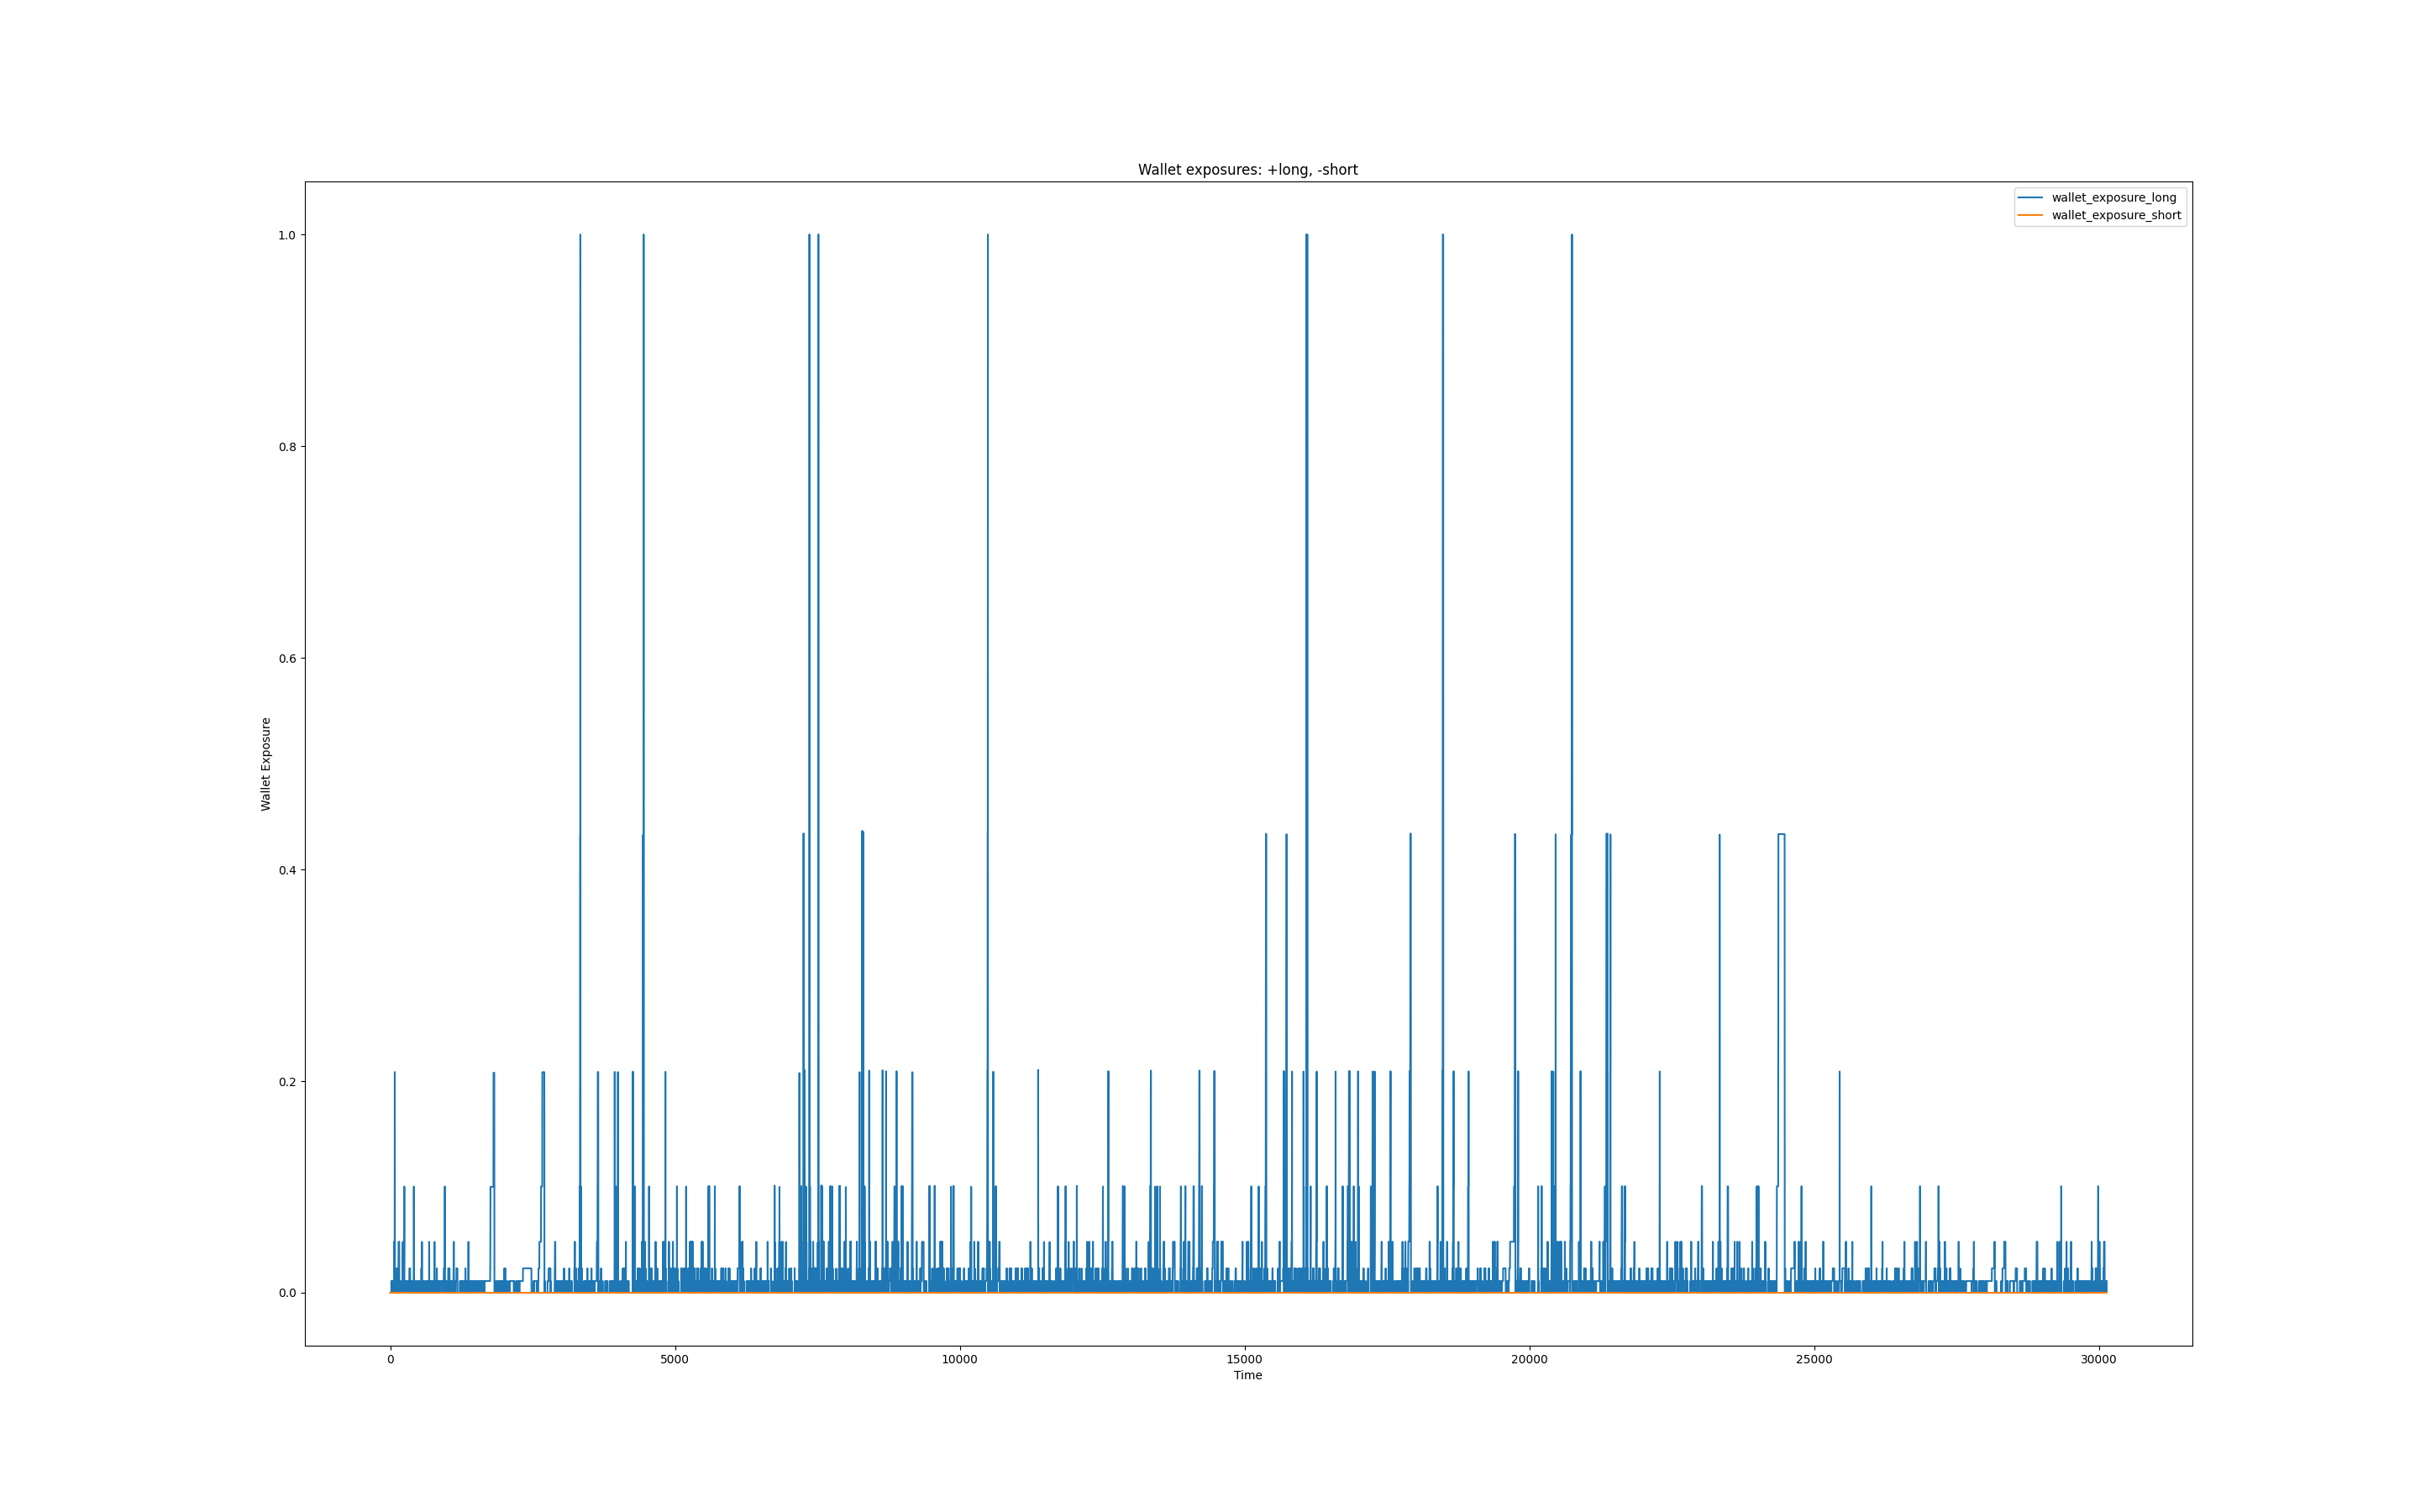 Wallet exposures: +long, -short
wallet_exposure_long
wallet_exposure_short
1.0
0.8
0.6
0.4
0.2
0.0
Wallet Exposure
0 5000 10000 15000 20000 25000 30000
Time